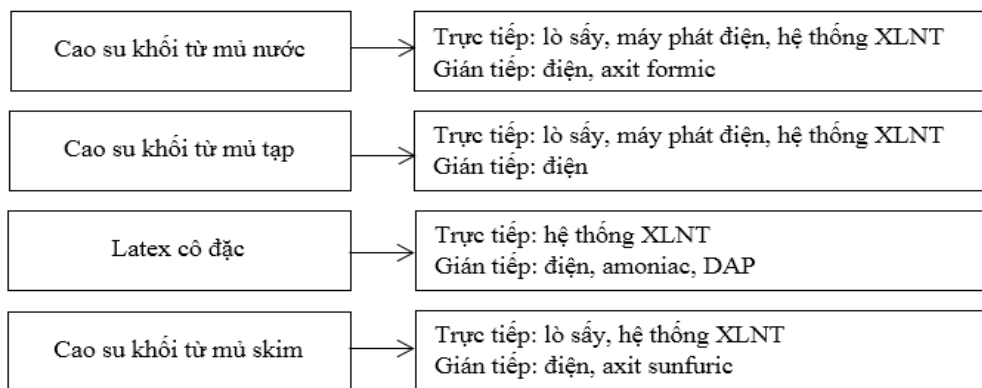 Cao su khối từ mủ nước
Trực tiếp: lò sấy, máy phát điện, hệ thống XLNT
Gián tiếp: điện, axit formic
Cao su khối từ mủ tạp
Trực tiếp: lò sấy, máy phát điện, hệ thống XLNT
Gián tiếp: điện
Latex cô đặc
Trực tiếp: hệ thống XLNT
Gián tiếp: điện, amoniac, DAP
Cao su khối từ mủ skim
Trực tiếp: lò sấy, hệ thống XLNT
Gián tiếp: điện, axit sunfuric